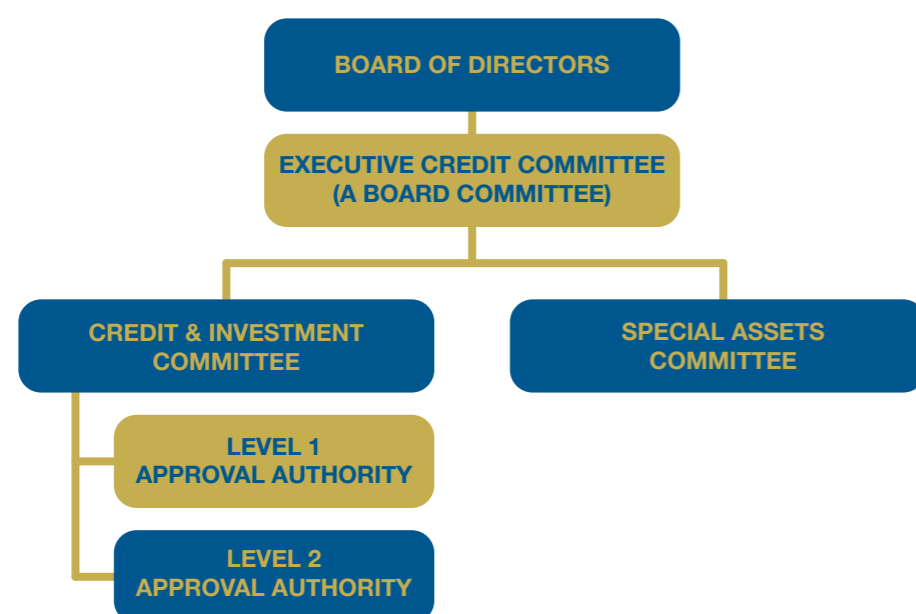 BOARD OF DIRECTORS
EXECUTIVE CREDIT COMMITTEE
(A BOARD COMMITTEE)
CREDIT & INVESTMENT
COMMITTEE
SPECIAL ASSETS
COMMITTEE
LEVEL 1
APPROVAL AUTHORITY
LEVEL 2
APPROVAL AUTHORITY